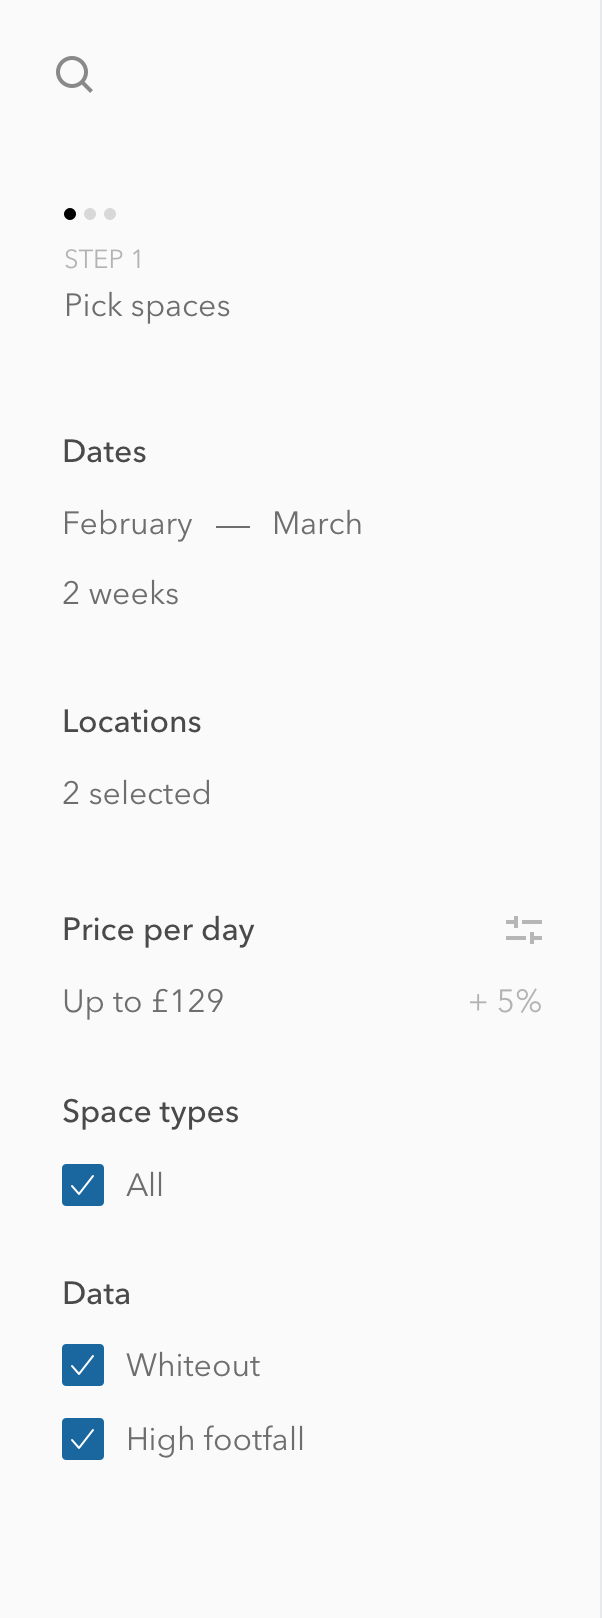 STEP 1
Pick spaces
Dates
February — March
2 weeks
Locations
2 selected
Price per day
Up to £129 + 5%
Space types
All
Data
Whiteout
High footfall